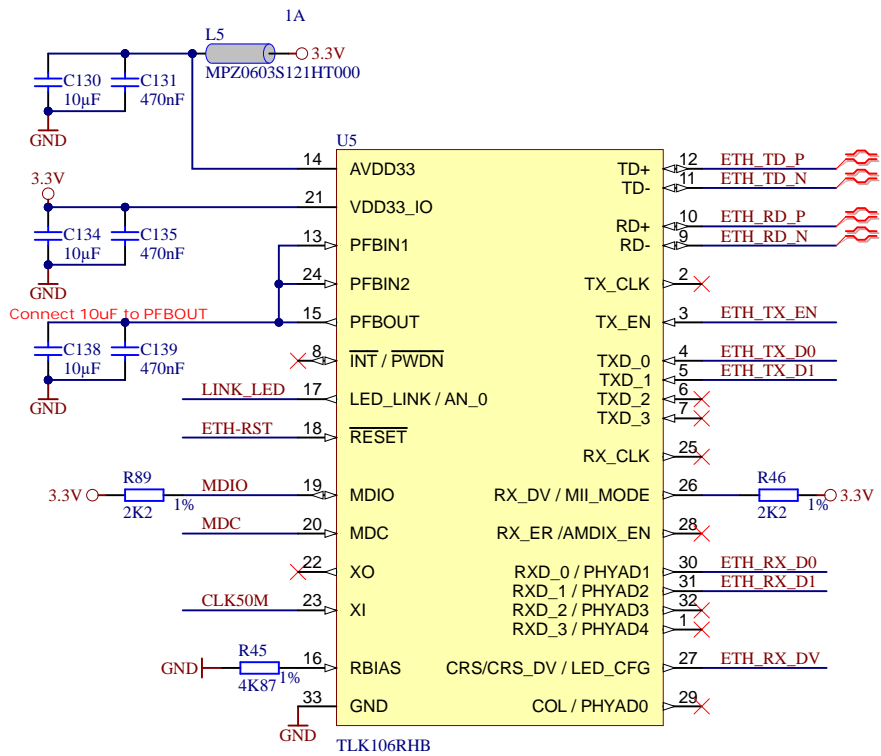 1A
L5
3.3V
MPZ0603S121HT000
C130
10µF
C131
470nF
GND
U5
14
AVDD33
3.3V
21
VDD33_IO
C134
10µF
C135
470nF
GND
13
PFBIN1
24
PFBIN2
Connect 10uF to PFBOUT
15
PFBOUT
C138
10µF
C139
470nF
GND
8
INT / PWDN
LINK_LED
17
LED_LINK / AN_0
ETH-RST
18
RESET
3.3V
R89
2K2
1%
MDIO
19
MDIO
MDC
20
MDC
22
XO
CLK50M
23
XI
GND
R45
4K87
1%
16
RBIAS
33
GND
GND
TD+
12
ETH_TD_P
TD-
11
ETH_TD_N
RD+
10
ETH_RD_P
RD-
9
ETH_RD_N
TX_CLK
2
TX_EN
3
ETH_TX_EN
TXD_0
4
ETH_TX_D0
TXD_1
5
ETH_TX_D1
TXD_2
6
TXD_3
7
RX_CLK
25
RX_DV / MII_MODE
26
R46
2K2
1%
3.3V
RX_ER /AMDIX_EN
28
RXD_0 / PHYAD1
30
ETH_RX_D0
RXD_1 / PHYAD2
31
ETH_RX_D1
RXD_2 / PHYAD3
32
RXD_3 / PHYAD4
1
CRS/CRS_DV / LED_CFG
27
ETH_RX_DV
COL / PHYAD0
29
TLK106RHB